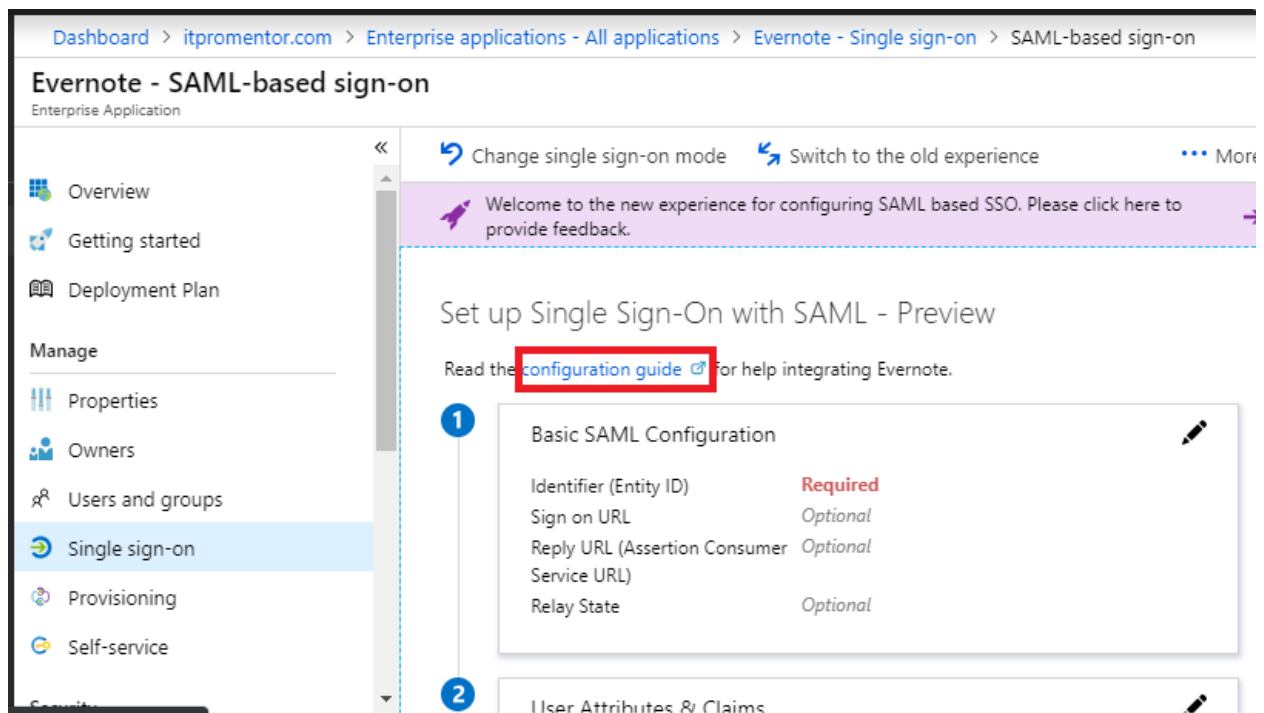 Dashboard > itpromentor.com > Enterprise applications - All applications > Evernote - Single sign-on > SAML-based sign-on
Evernote - SAML-based sign-on
Enterprise Application
«
Overview
Getting started
Deployment Plan
Manage
Properties
Owners
Users and groups
Single sign-on
Provisioning
Self-service
Security
Change single sign-on mode Switch to the old experience ••• More
Welcome to the new experience for configuring SAML based SSO. Please click here to
provide feedback.
Set up Single Sign-On with SAML - Preview
Read the configuration guide for help integrating Evernote.
1
Basic SAML Configuration
Identifier (Entity ID) Required
Sign on URL Optional
Reply URL (Assertion Consumer Optional
Service URL)
Relay State Optional
2
User Attributes & Claims